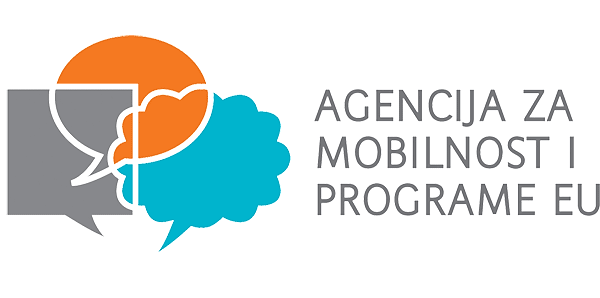 AGENCIJA ZA
MOBILNOST I
PROGRAME EU